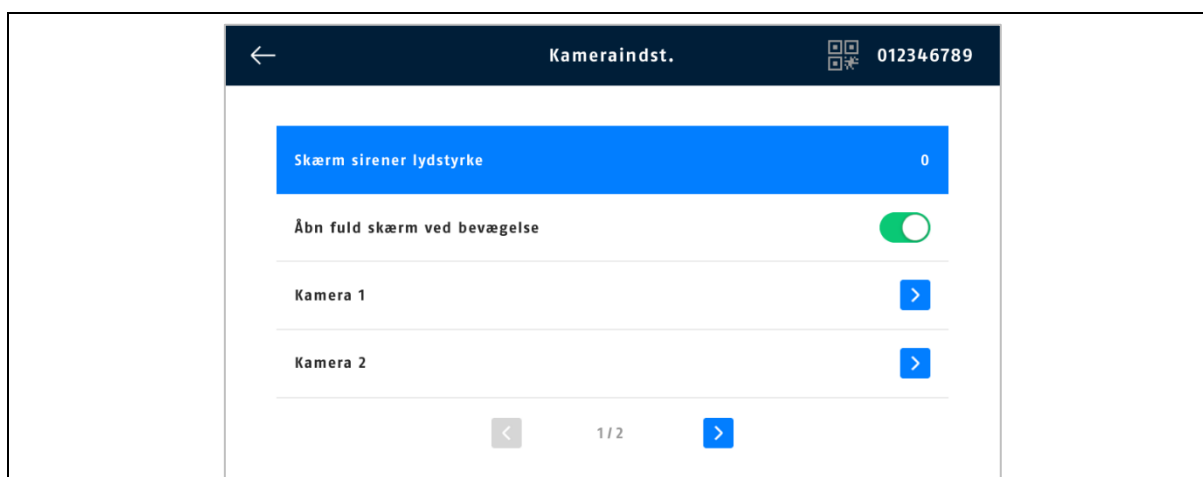 Kameraindst. 012346789
Skærm sirener lydstyrke 0
Åbn fuld skærm ved bevægelse
Kamera 1
Kamera 2
1/2